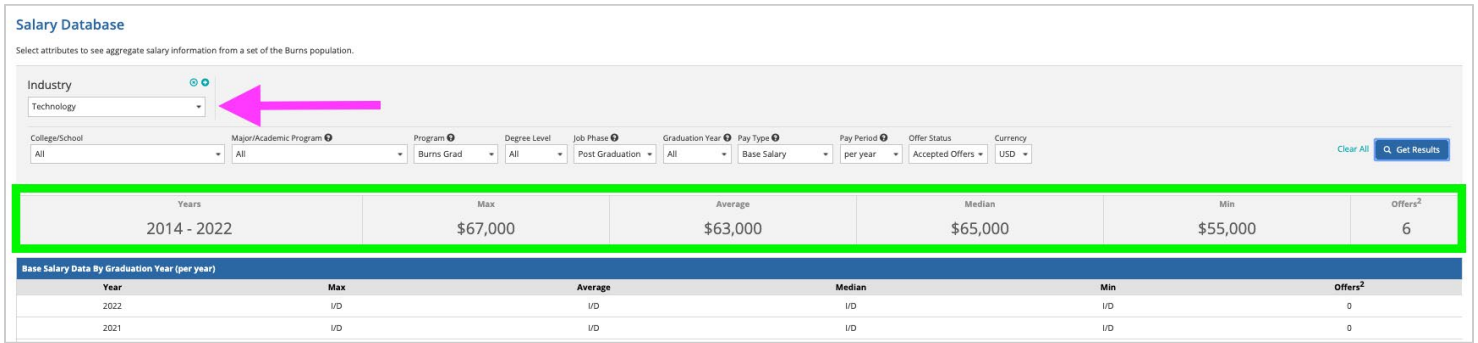 Salary Database
Select attributes to see aggregate salary information from a set of the Burns population.
Industry
Technology
College/School Major/Academic Program Program Degree Level Job Phase Graduation Year Pay Type Pay Period Offer Status Currency
All All Burns Grad All Post Graduation All Base Salary per year Accepted Offers USD Clear All Get Results
Years Max Average Median Min Offers2
2014 - 2022 $67,000 $63,000 $65,000 $55,000 6
Base Salary Data By Graduation Year (per year)
Year Max Average Median Min Offers2
2022 I/D I/D I/D I/D 0
2021 I/D I/D I/D I/D 0